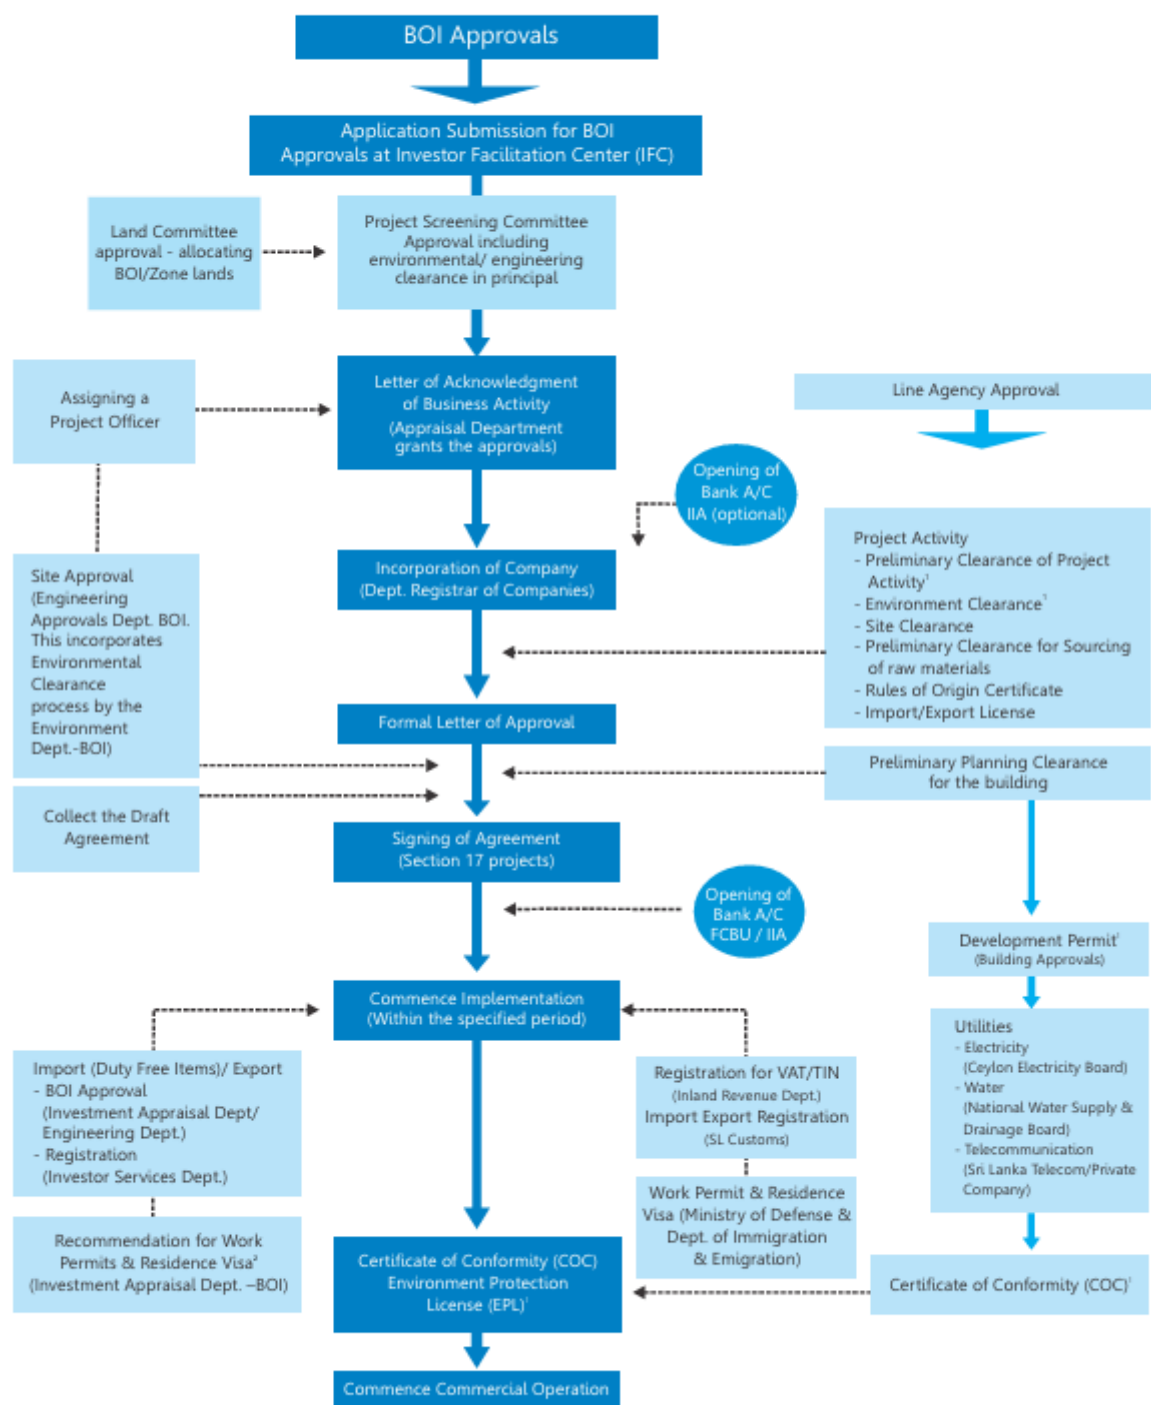 BOI Approvals
Application Submission for BOI
Approvals at Investor Facilitation Center (IFC)
Land Committee
approval - allocating
BOI/Zone lands
Project Screening Committee
Approval including
environmental/ engineering
clearance in principal
Assigning a
Project Officer
Letter of Acknowledgment
of Business Activity
(Appraisal Department
grants the approvals)
Line Agency Approval
Opening of
Bank A/C
IIA (optional)
Site Approval
(Engineering
Approvals Dept. BOI.
This incorporates
Environmental
Clearance
process by the
Environment
Dept.-BOI)
Incorporation of Company
(Dept. Registrar of Companies)
Project Activity
- Preliminary Clearance of Project
Activity¹
- Environment Clearance¹
- Site Clearance
- Preliminary Clearance for Sourcing
of raw materials
- Rules of Origin Certificate
- Import/Export License
Formal Letter of Approval
Preliminary Planning Clearance
for the building
Collect the Draft
Agreement
Signing of Agreement
(Section 17 projects)
Opening of
Bank A/C
FCBU / IIA
Development Permit¹
(Building Approvals)
Commence Implementation
(Within the specified period)
Utilities
- Electricity
(Ceylon Electricity Board)
- Water
(National Water Supply &
Drainage Board)
- Telecommunication
(Sri Lanka Telecom/Private
Company)
Import (Duty Free Items)/ Export
- BOI Approval
(Investment Appraisal Dept/
Engineering Dept.)
- Registration
(Investor Services Dept.)
Registration for VAT/TIN
(Inland Revenue Dept.)
Import Export Registration
(SL Customs)
Work Permit & Residence
Visa (Ministry of Defense &
Dept. of Immigration
& Emigration)
Recommendation for Work
Permits & Residence Visa²
(Investment Appraisal Dept. –BOI)
Certificate of Conformity (COC)
Environment Protection
License (EPL)¹
Certificate of Conformity (COC)¹
Commence Commercial Operation